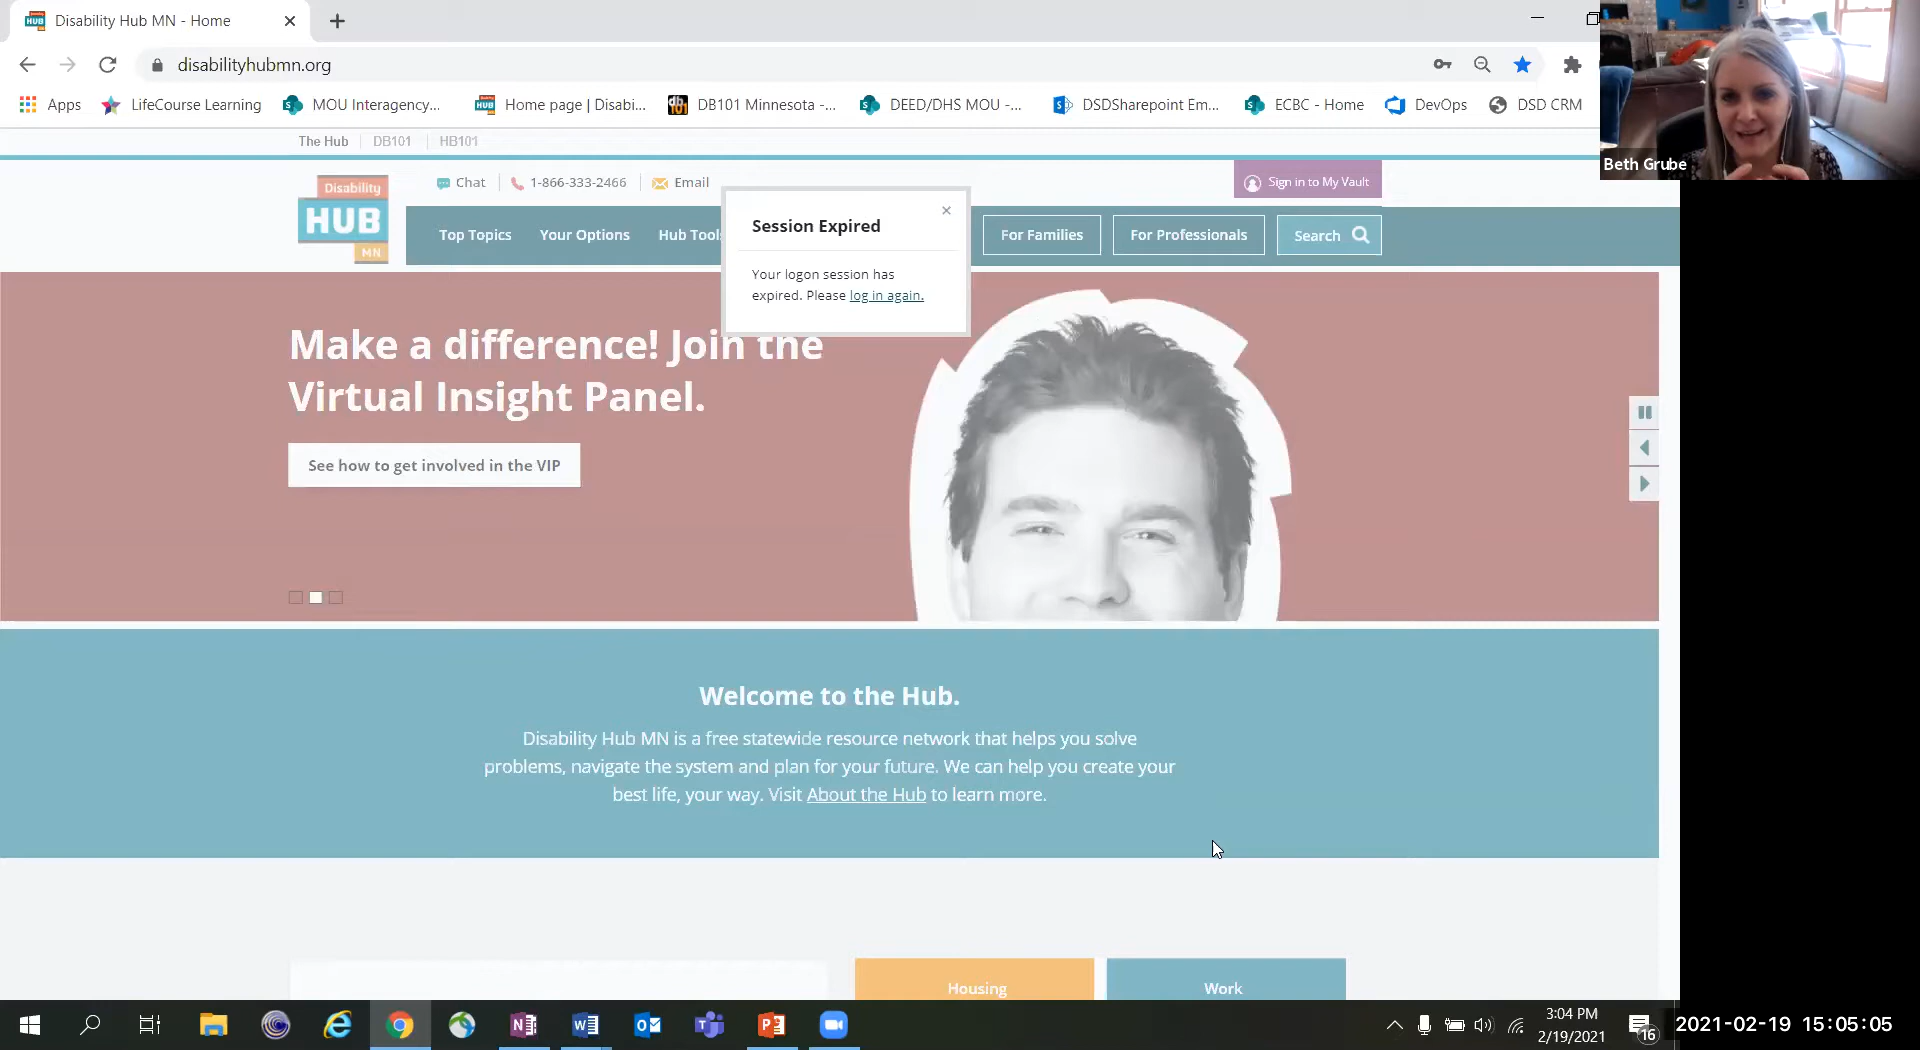 Disability Hub MN - Home
disabilityhubmn.org
Apps
LifeCourse Learning
MOU Interagency...
Home page | Disabi...
DB101 Minnesota -...
DEED/DHS MOU -...
DSDSharepoint Em...
ECBC - Home
DevOps
DSD CRM
Beth Grube
The Hub
DB101
HB101
Disability
HUB
MN
Chat
1-866-333-2466
Email
Sign in to My Vault
Top Topics
Your Options
Hub Tools
For Families
For Professionals
Search
Session Expired
Your logon session has
expired. Please log in again.
Make a difference! Join the
Virtual Insight Panel.
See how to get involved in the VIP
Welcome to the Hub.
Disability Hub MN is a free statewide resource network that helps you solve
problems, navigate the system and plan for your future. We can help you create your
best life, your way. Visit About the Hub to learn more.
Housing
Work
3:04 PM
2/19/2021
16
2021-02-19 15:05:05